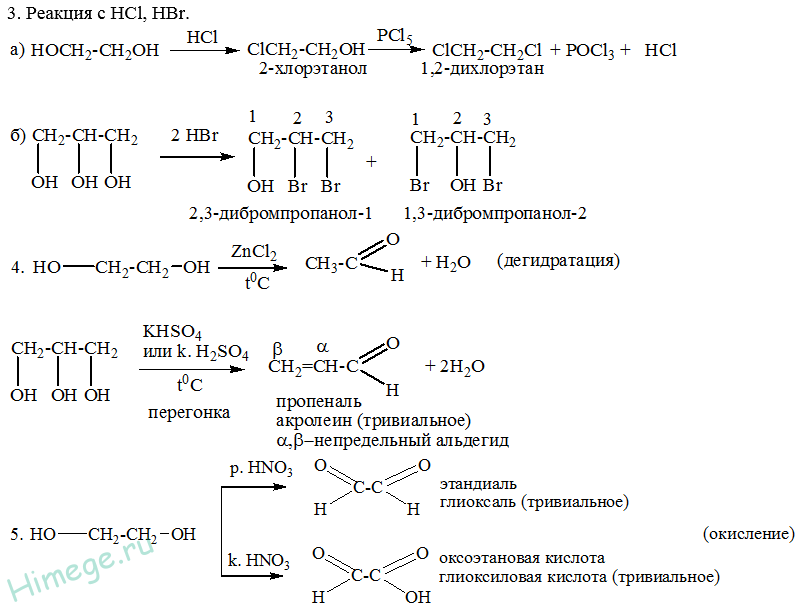 3. Реакция с HCl, HBr.
а) HOCH₂-CH₂OH HCl ClCH₂-CH₂OH PCl₅ ClCH₂-CH₂Cl + POCl₃ + HCl
2-хлорэтанол 1,2-дихлорэтан
1 2 3 1 2 3
б) CH₂-CH-CH₂ 2 HBr CH₂-CH-CH₂ + CH₂-CH-CH₂
OH OH OH OH Br Br Br OH Br
2,3-дибромпропанол-1 1,3-дибромпропанол-2
4. HO—CH₂-CH₂—OH ZnCl₂ t⁰C CH₃-C O H + H₂O (дегидратация)
KHSO₄
или k. H₂SO₄ β α O
CH₂-CH-CH₂ CH₂=CH-C + 2H₂O
t⁰C H
OH OH OH перегонка пропеналь
акролеин (тривиальное)
α,β–непредельный альдегид
p. HNO₃ O O
C-C этандиаль
H H глиоксаль (тривиальное)
5. HO—CH₂-CH₂—OH (окисление)
k. HNO₃ O O оксоэтановая кислота
C-C глиоксиловая кислота (тривиальное)
H OH
Himege.ru